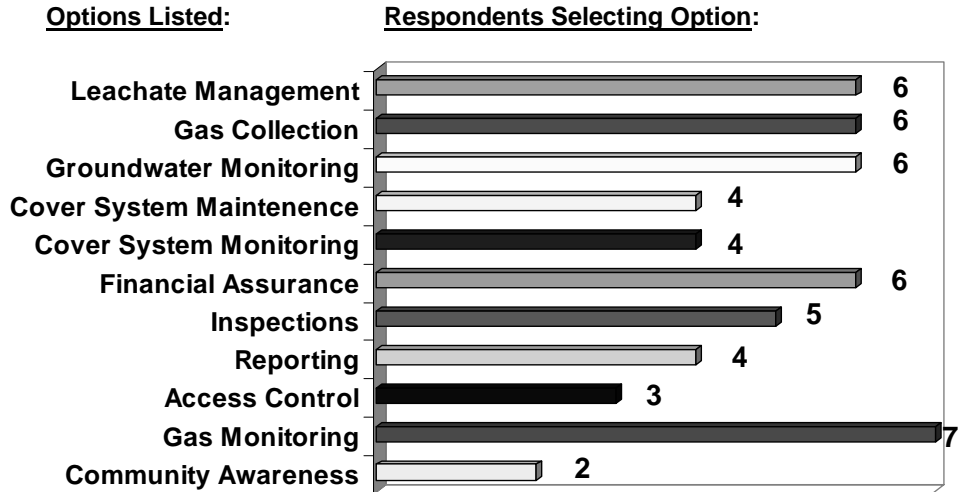 Options Listed: Respondents Selecting Option:
Leachate Management 6
Gas Collection 6
Groundwater Monitoring 6
Cover System Maintenence 4
Cover System Monitoring 4
Financial Assurance 6
Inspections 5
Reporting 4
Access Control 3
Gas Monitoring 7
Community Awareness 2